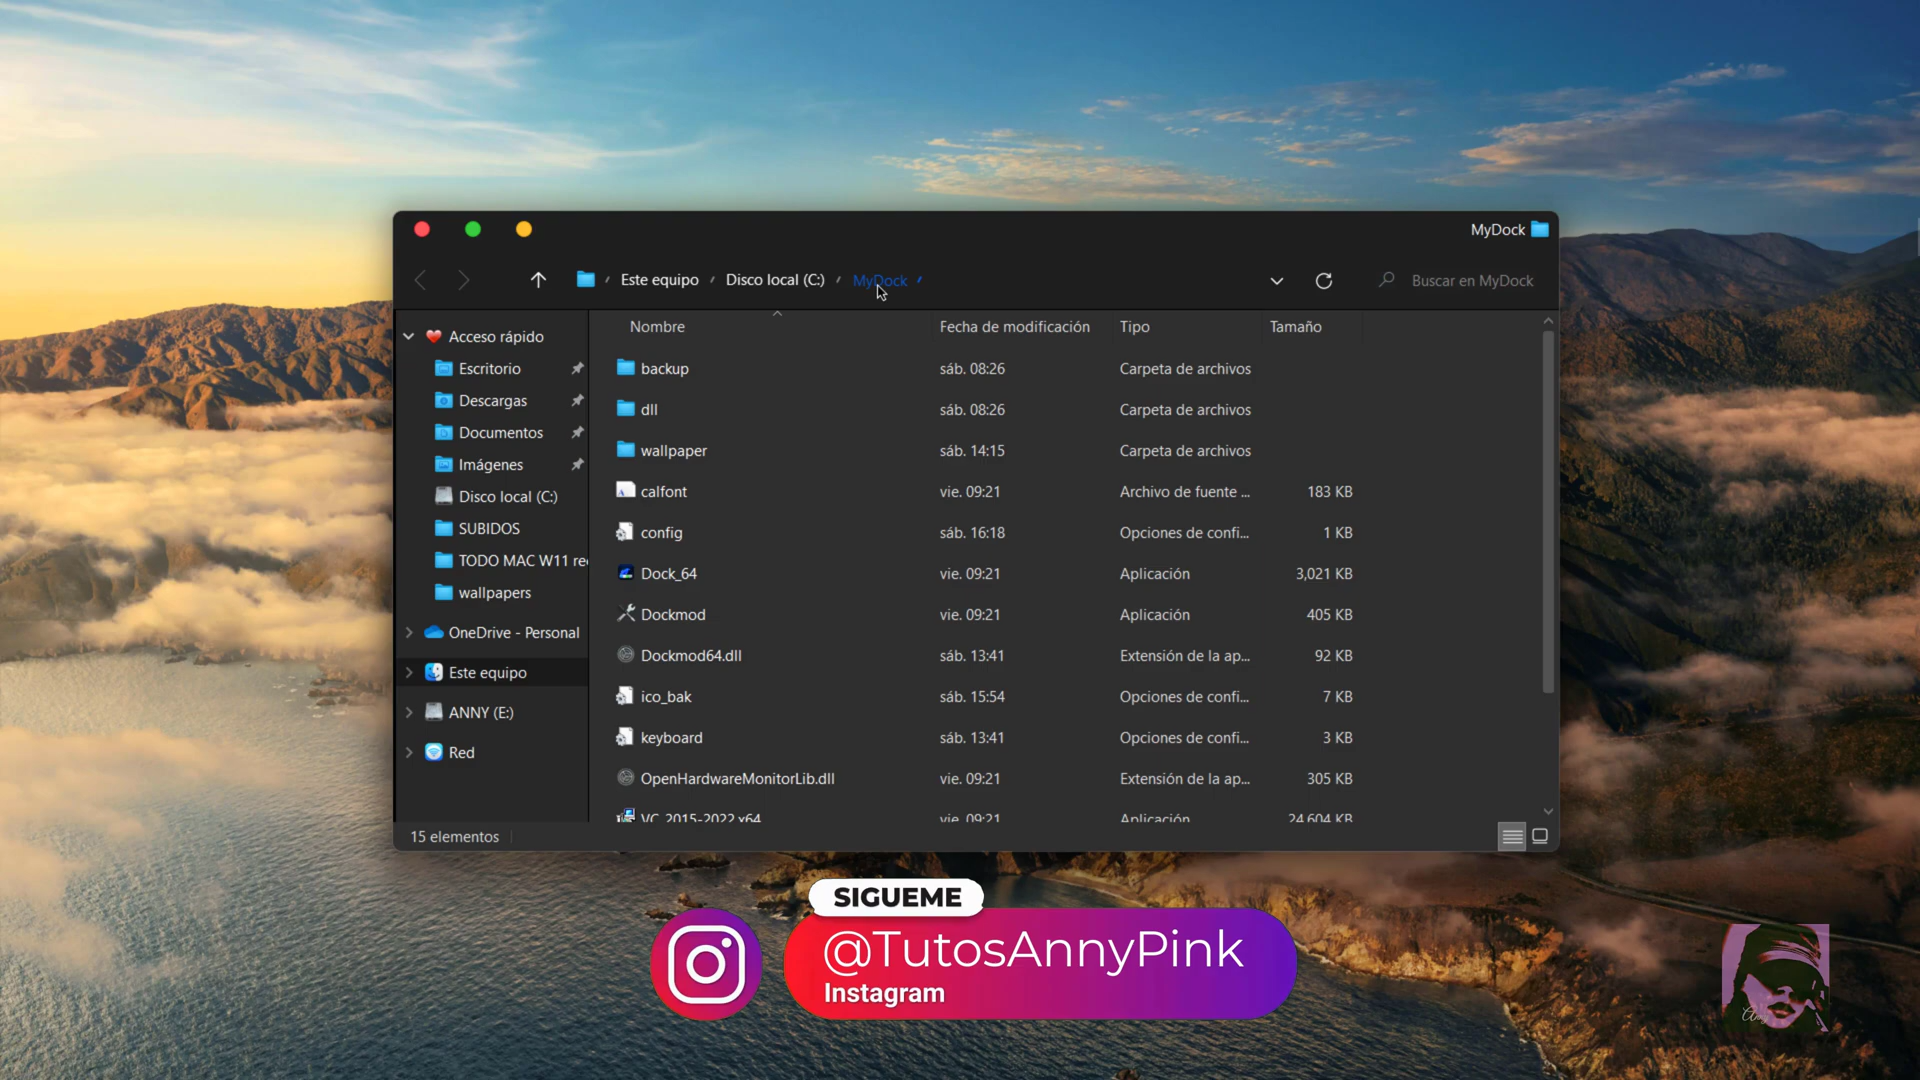 MyDock
Este equipo / Disco local (C:) / MyDock /
Buscar en MyDock
Acceso rápido
Escritorio
Descargas
Documentos
Imágenes
Disco local (C:)
SUBIDOS
TODO MAC W11 re
wallpapers
OneDrive - Personal
Este equipo
ANNY (E:)
Red
Nombre Fecha de modificación Tipo Tamaño
backup sáb. 08:26 Carpeta de archivos
dll sáb. 08:26 Carpeta de archivos
wallpaper sáb. 14:15 Carpeta de archivos
calfont vie. 09:21 Archivo de fuente ... 183 KB
config sáb. 16:18 Opciones de confi... 1 KB
Dock_64 vie. 09:21 Aplicación 3,021 KB
Dockmod vie. 09:21 Aplicación 405 KB
Dockmod64.dll sáb. 13:41 Extensión de la ap... 92 KB
ico_bak sáb. 15:54 Opciones de confi... 7 KB
keyboard sáb. 13:41 Opciones de confi... 3 KB
OpenHardwareMonitorLib.dll vie. 09:21 Extensión de la ap... 305 KB
VC_2015-2022.x64 vie. 09:21 Aplicación 24,604 KB
15 elementos
SIGUEME
@TutosAnnyPink
Instagram
Anny